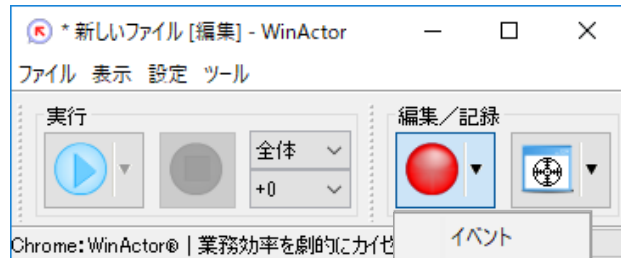 * 新しいファイル [編集] - WinActor
ファイル 表示 設定 ツール
実行
編集／記録
全体
+0
イベント
Chrome:WinActor®｜業務効率を劇的にカイゼ